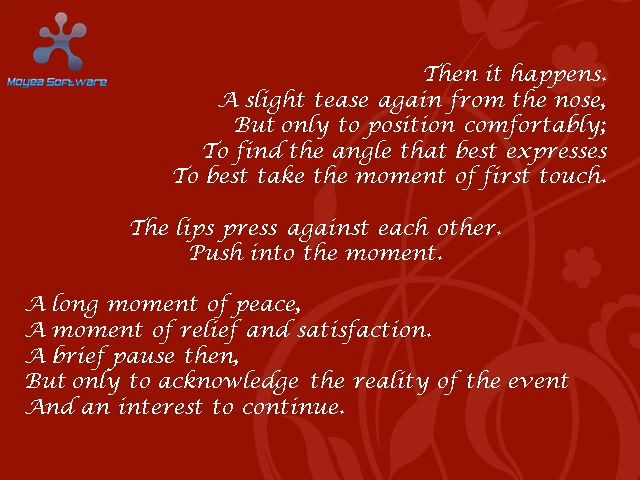 Moyea Software
Then it happens.
A slight tease again from the nose,
But only to position comfortably;
To find the angle that best expresses
To best take the moment of first touch.
The lips press against each other.
Push into the moment.
A long moment of peace,
A moment of relief and satisfaction.
A brief pause then,
But only to acknowledge the reality of the event
And an interest to continue.